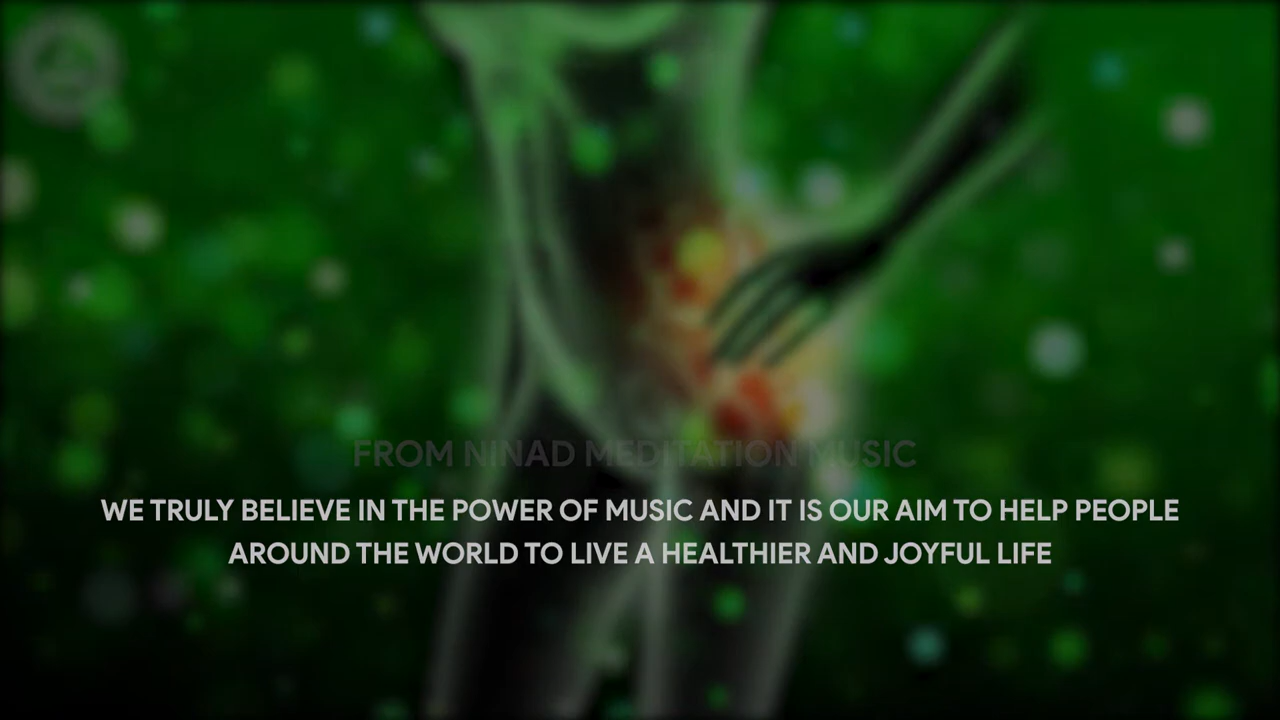 FROM NiNAD MEDITATION MUSIC
WE TRULY BELIEVE IN THE POWER OF MUSIC AND IT IS OUR AIM TO HELP PEOPLE
AROUND THE WORLD TO LIVE A HEALTHIER AND JOYFUL LIFE